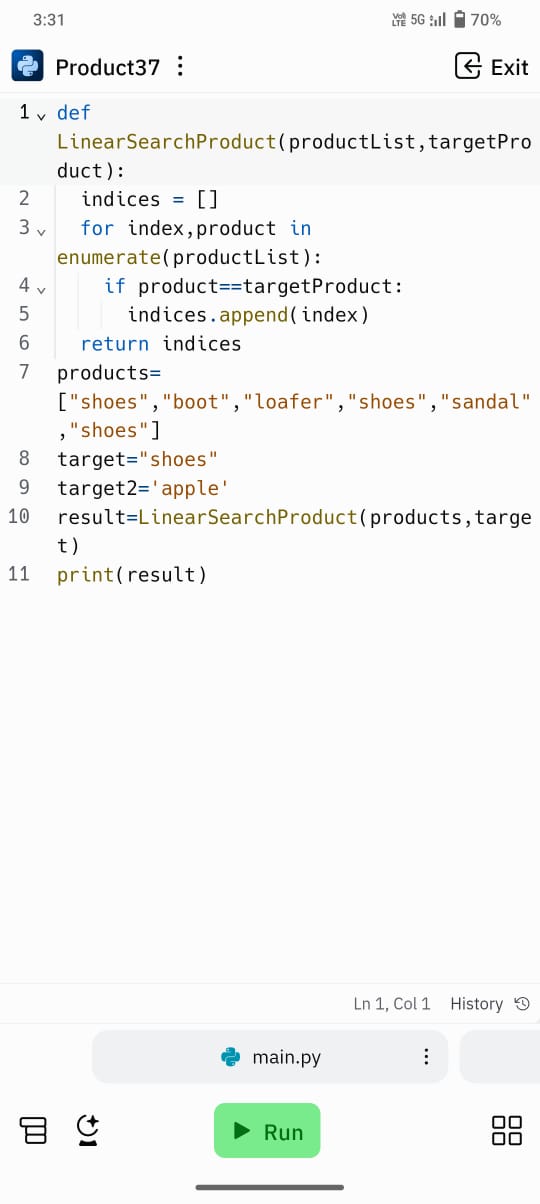 3:31
Vo) LTE 5G 70%
Product37
Exit
1 def
LinearSearchProduct(productList,targetPro
duct):
2 indices = []
3 for index,product in
enumerate(productList):
4 if product==targetProduct:
5 indices.append(index)
6 return indices
7 products=
["shoes","boot","loafer","shoes","sandal"
,"shoes"]
8 target="shoes"
9 target2='apple'
10 result=LinearSearchProduct(products,targe
t)
11 print(result)
Ln 1, Col 1 History
main.py
Run